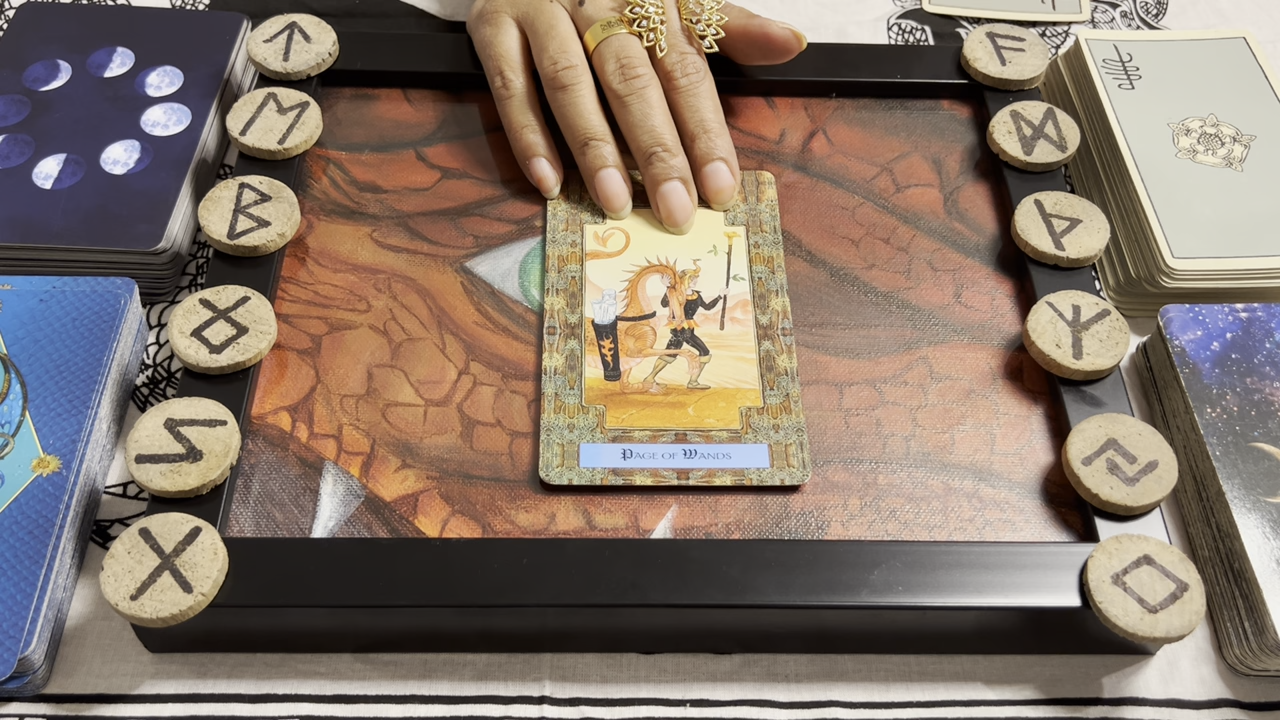 ᛏ
ᛖ
ᛒ
ᛟ
ᛊ
ᚷ
PAGE OF WANDS
ᚨ
ᛞ
ᚦ
ᛉ
ᛃ
ᛜ